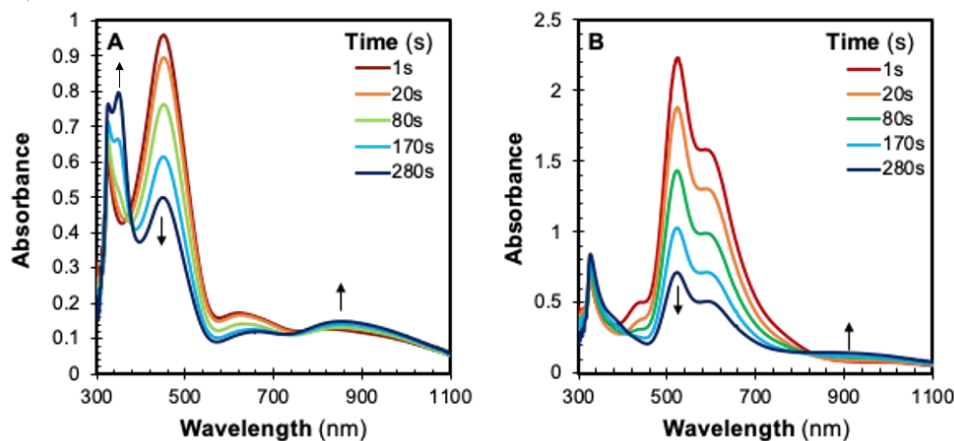 A
Time (s)
1s
20s
80s
170s
280s
1
0.9
0.8
0.7
0.6
0.5
0.4
0.3
0.2
0.1
0
300 500 700 900 1100
Absorbance
Wavelength (nm)
B
Time (s)
1s
20s
80s
170s
280s
2.5
2
1.5
1
0.5
0
300 500 700 900 1100
Absorbance
Wavelength (nm)